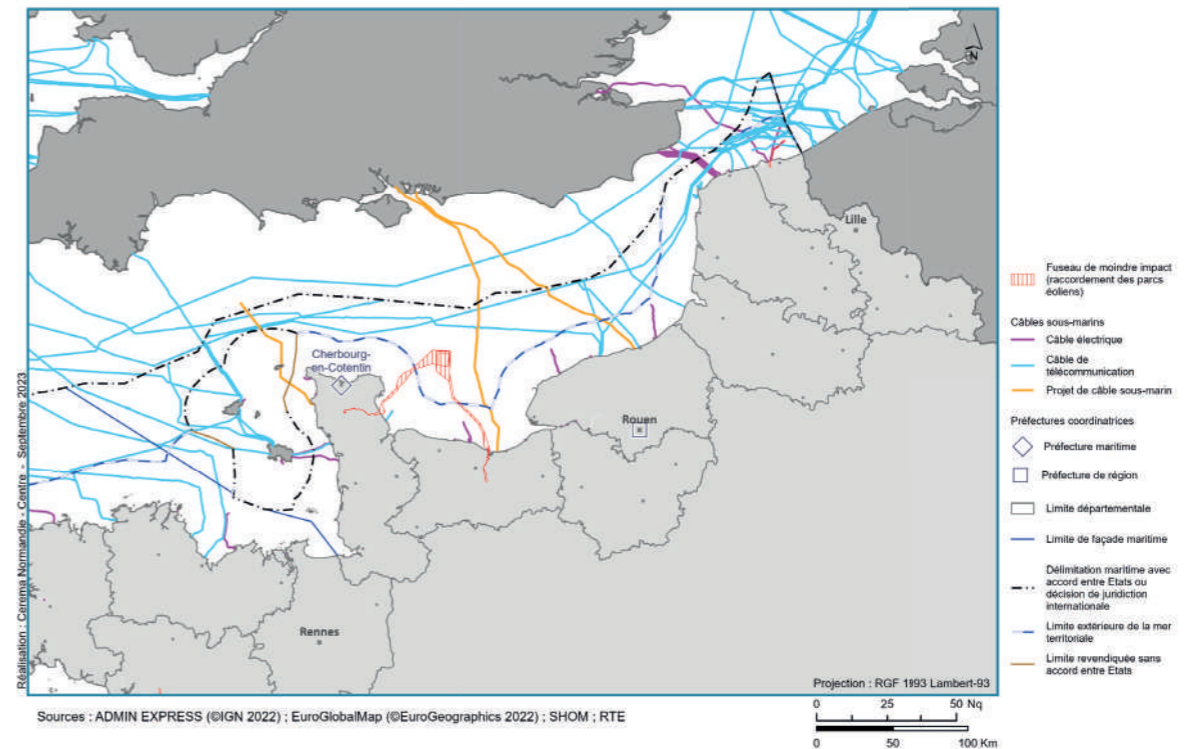 Lille
Cherbourg-
en-Cotentin
Rouen
Rennes
N
Réalisation : Cerema Normandie - Centre - Septembre 2023
Projection : RGF 1993 Lambert-93
Sources : ADMIN EXPRESS (©IGN 2022) ; EuroGlobalMap (©EuroGeographics 2022) ; SHOM ; RTE
Fuseau de moindre impact
(raccordement des parcs
éoliens)
Câbles sous-marins
Câble électrique
Câble de
télécommunication
Projet de câble sous-marin
Préfectures coordinatrices
Préfecture maritime
Préfecture de région
Limite départementale
Limite de façade maritime
Délimitation maritime avec
accord entre Etats ou
décision de juridiction
internationale
Limite extérieure de la mer
territoriale
Limite revendiquée sans
accord entre Etats
0 25 50 Nq
0 50 100 Km